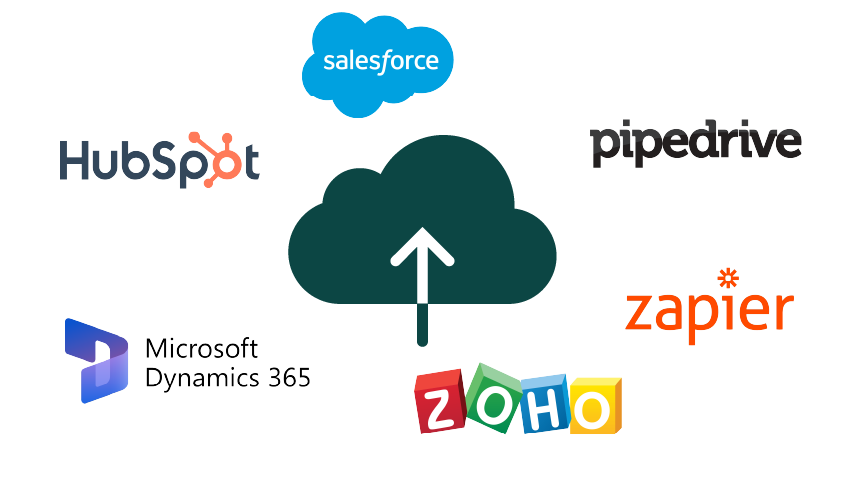 salesforce
HubSpot
pipedrive
zapier
Microsoft
Dynamics 365
ZOHO